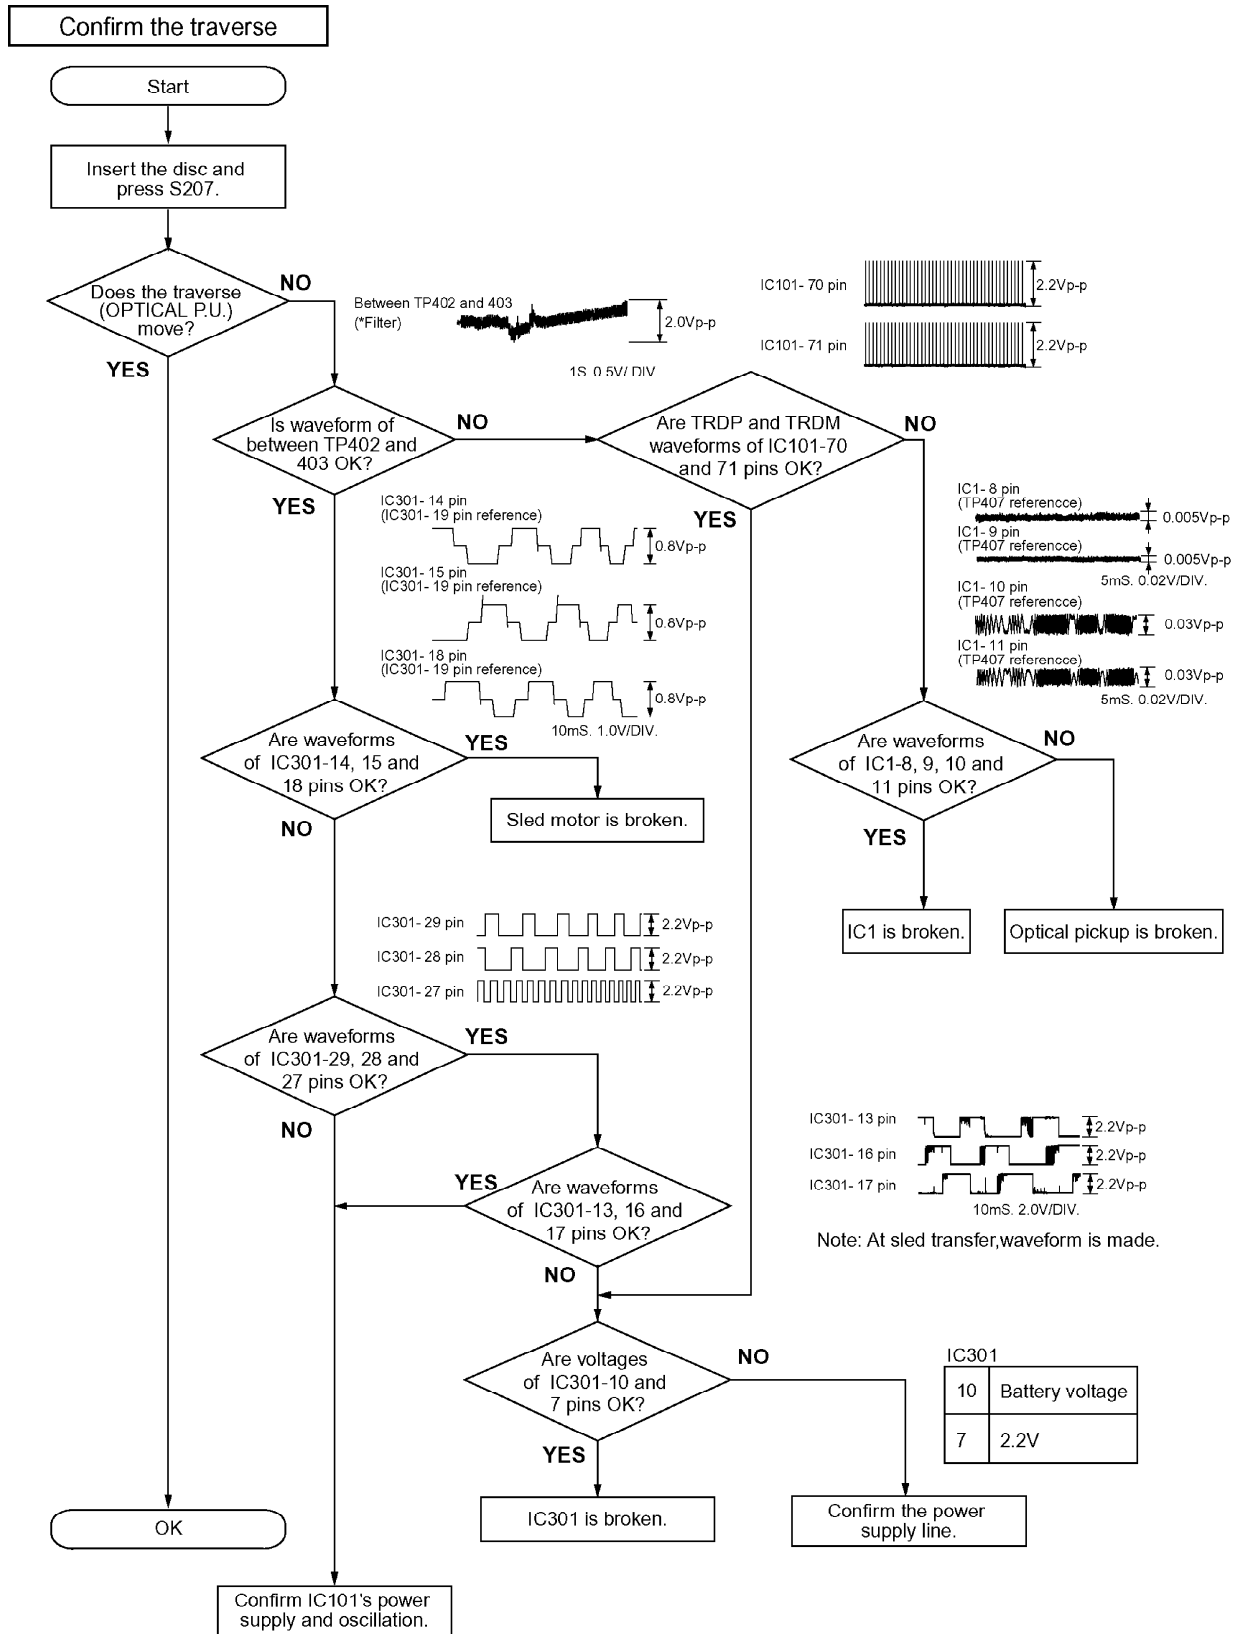 Confirm the traverse
Start
Insert the disc and
press S207.
Does the traverse
(OPTICAL P.U.)
move?
NO
YES
Between TP402 and 403
(*Filter)
2.0Vp-p
1S. 0.5V/ DIV
IC101- 70 pin
2.2Vp-p
IC101- 71 pin
2.2Vp-p
Is waveform of
between TP402 and
403 OK?
NO
YES
Are TRDP and TRDM
waveforms of IC101-70
and 71 pins OK?
NO
YES
IC301- 14 pin
(IC301- 19 pin reference)
0.8Vp-p
IC301- 15 pin
(IC301- 19 pin reference)
0.8Vp-p
IC301- 18 pin
(IC301- 19 pin reference)
0.8Vp-p
10mS. 1.0V/DIV.
IC1- 8 pin
(TP407 referencce)
0.005Vp-p
IC1- 9 pin
(TP407 referencce)
0.005Vp-p
5mS. 0.02V/DIV.
IC1- 10 pin
(TP407 referencce)
0.03Vp-p
IC1- 11 pin
(TP407 referencce)
0.03Vp-p
5mS. 0.02V/DIV.
Are waveforms
of IC301-14, 15 and
18 pins OK?
YES
NO
Sled motor is broken.
Are waveforms
of IC1-8, 9, 10 and
11 pins OK?
NO
YES
IC1 is broken.
Optical pickup is broken.
IC301- 29 pin
2.2Vp-p
IC301- 28 pin
2.2Vp-p
IC301- 27 pin
2.2Vp-p
Are waveforms
of IC301-29, 28 and
27 pins OK?
YES
NO
IC301- 13 pin
2.2Vp-p
IC301- 16 pin
2.2Vp-p
IC301- 17 pin
2.2Vp-p
10mS. 2.0V/DIV.
Note: At sled transfer,waveform is made.
Are waveforms
of IC301-13, 16 and
17 pins OK?
YES
NO
Are voltages
of IC301-10 and
7 pins OK?
NO
YES
IC301
10 Battery voltage
7 2.2V
OK
IC301 is broken.
Confirm the power
supply line.
Confirm IC101's power
supply and oscillation.